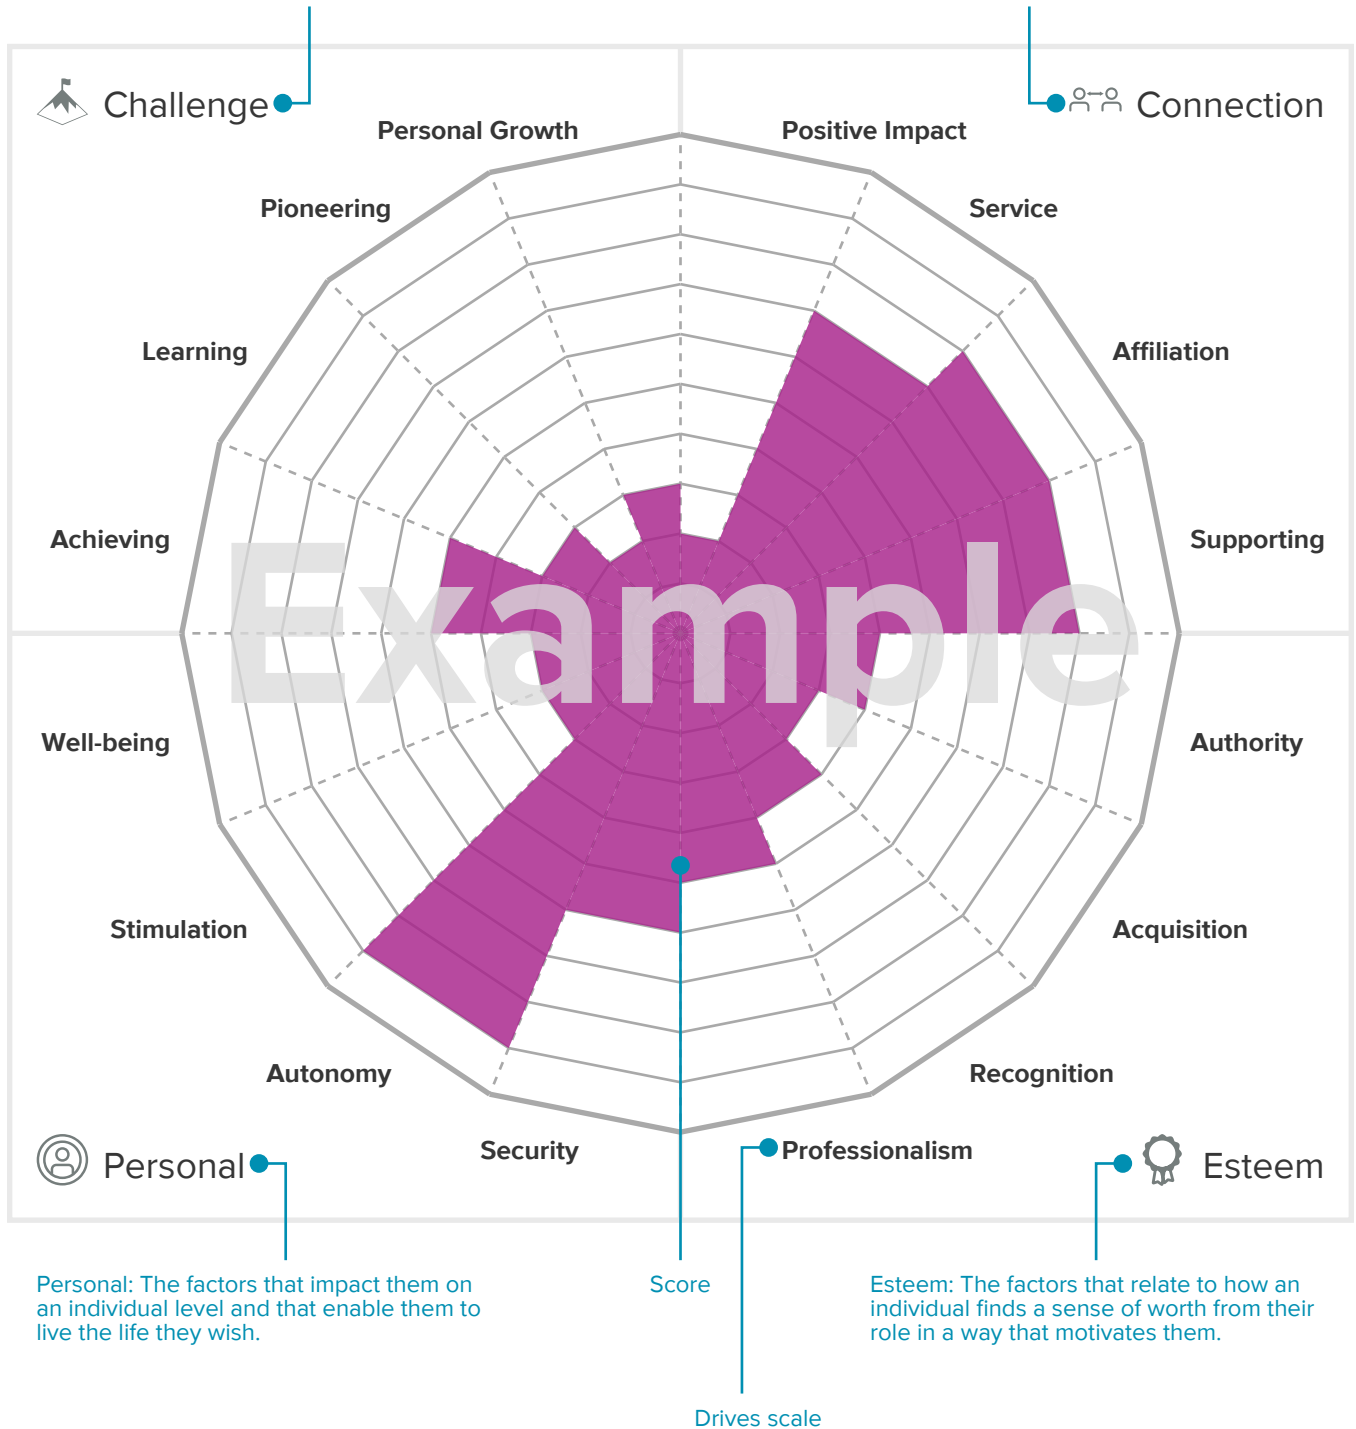 Challenge
Connection
Personal Growth
Positive Impact
Pioneering
Service
Learning
Affiliation
Achieving
Supporting
Example
Well-being
Authority
Stimulation
Acquisition
Autonomy
Recognition
Security
Professionalism
Personal
Esteem
Personal: The factors that impact them on
an individual level and that enable them to
live the life they wish.
Score
Esteem: The factors that relate to how an
individual finds a sense of worth from their
role in a way that motivates them.
Drives scale